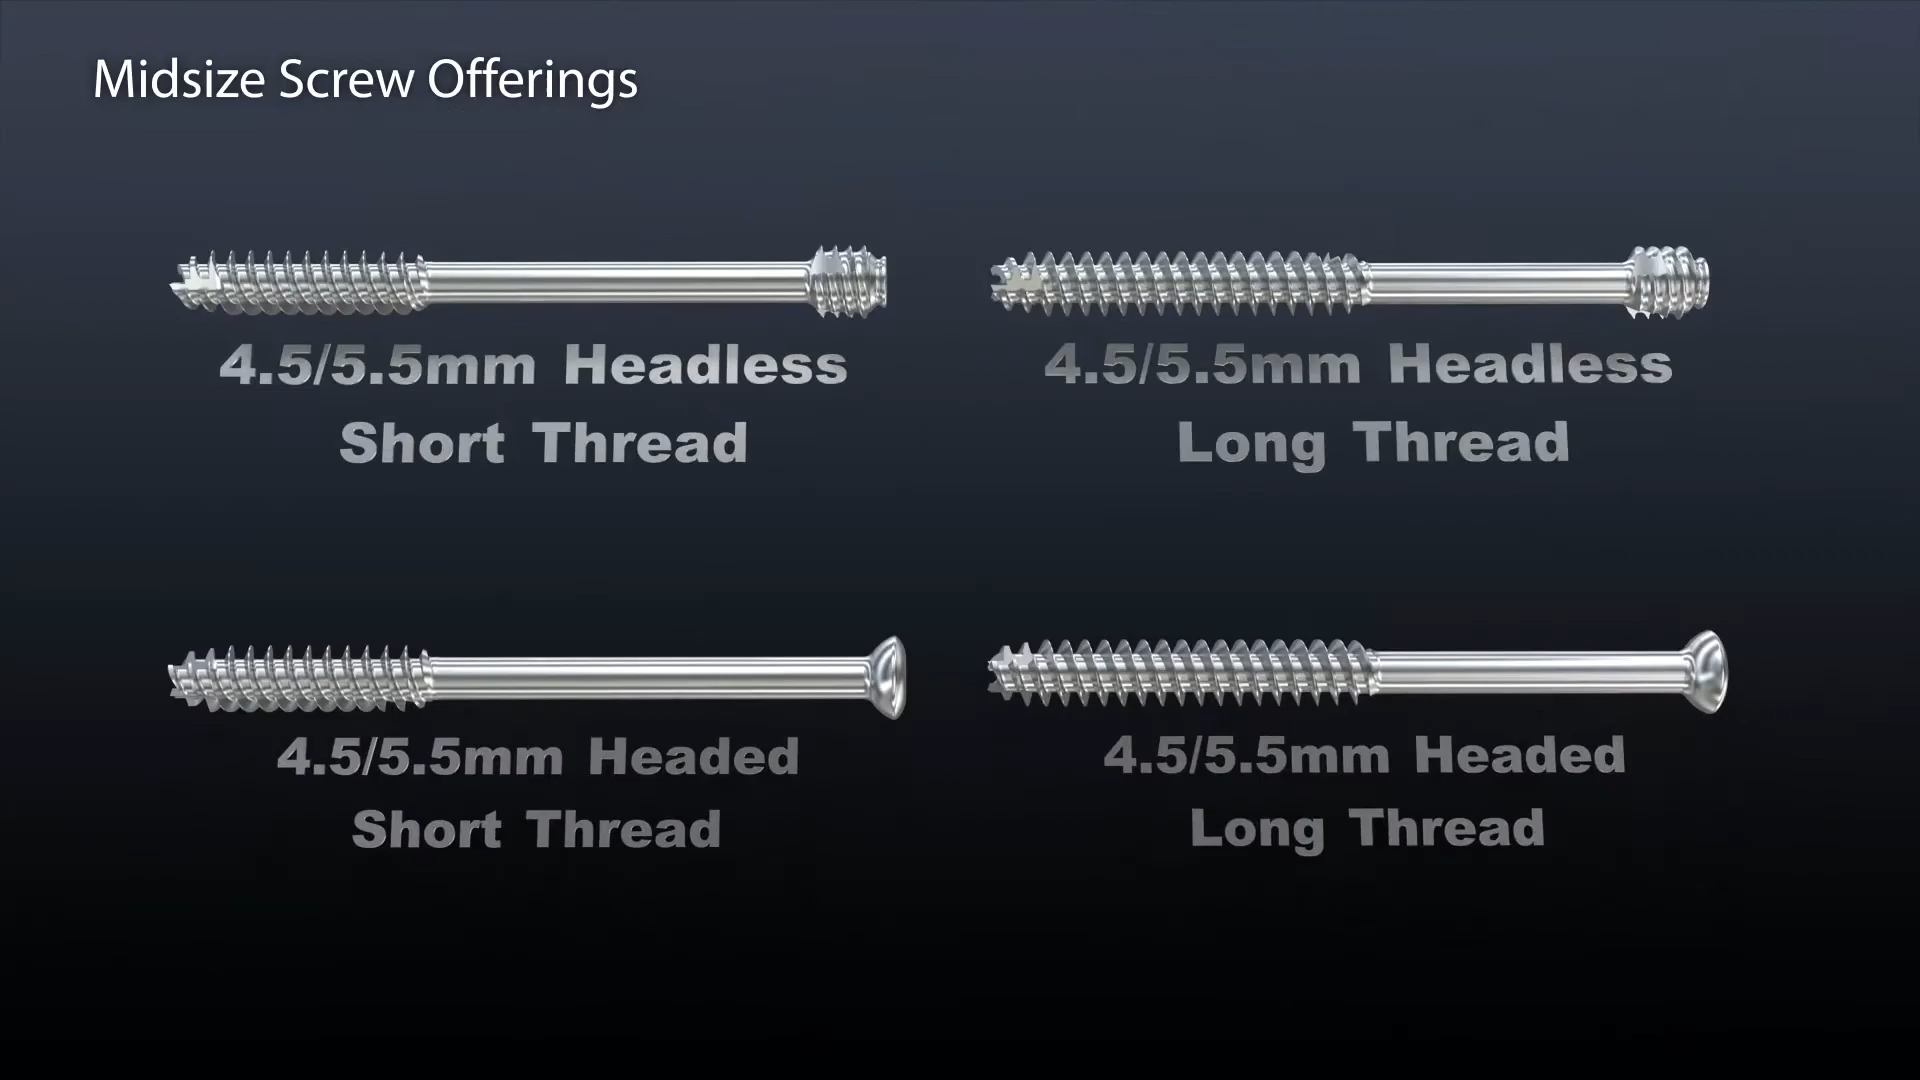 Midsize Screw Offerings
4.5/5.5mm Headless
Short Thread
4.5/5.5mm Headless
Long Thread
4.5/5.5mm Headed
Short Thread
4.5/5.5mm Headed
Long Thread